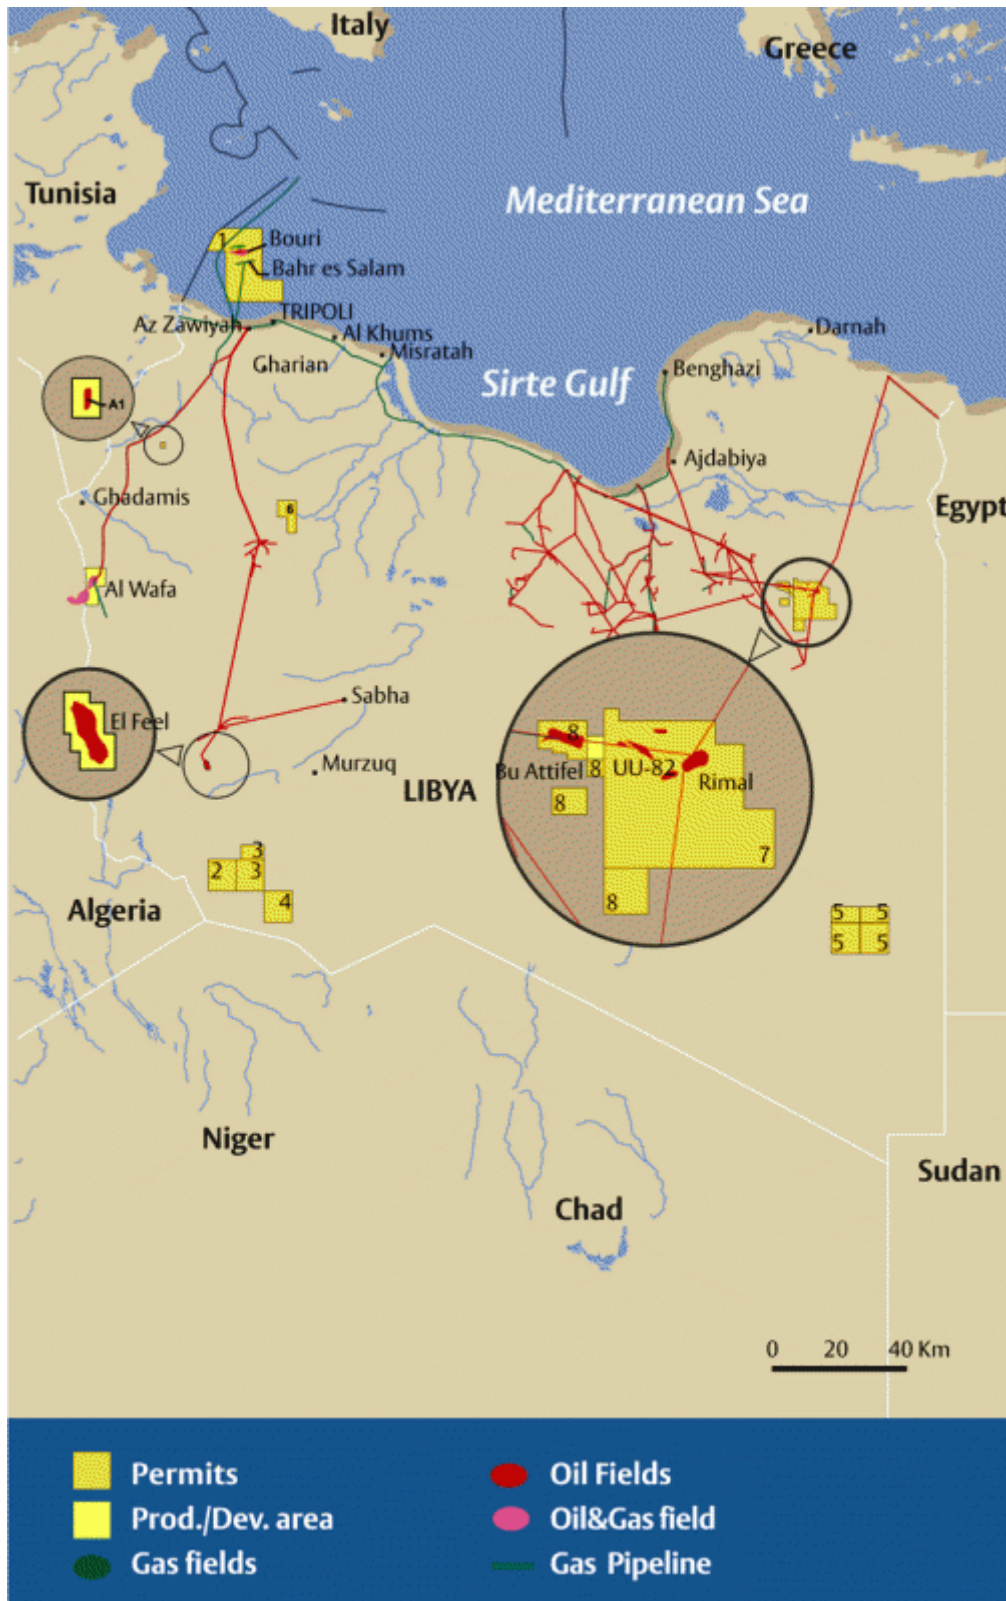 Italy
Greece
Tunisia
Mediterranean Sea
1
Bouri
Bahr es Salam
TRIPOLI
Az Zawiyah
Al Khums
Darnah
Misratah
Gharian
Sirte Gulf
Benghazi
A1
Ajdabiya
Ghadamis
6
Egypt
Al Wafa
Sabha
El Feel
8
Murzuq
Bu Attifel
8
UU-82
Rimal
LIBYA
8
3
7
2
3
8
4
Algeria
5
5
5
5
Niger
Sudan
Chad
0 20 40 Km
Permits
Oil Fields
Prod./Dev. area
Oil&Gas field
Gas fields
Gas Pipeline